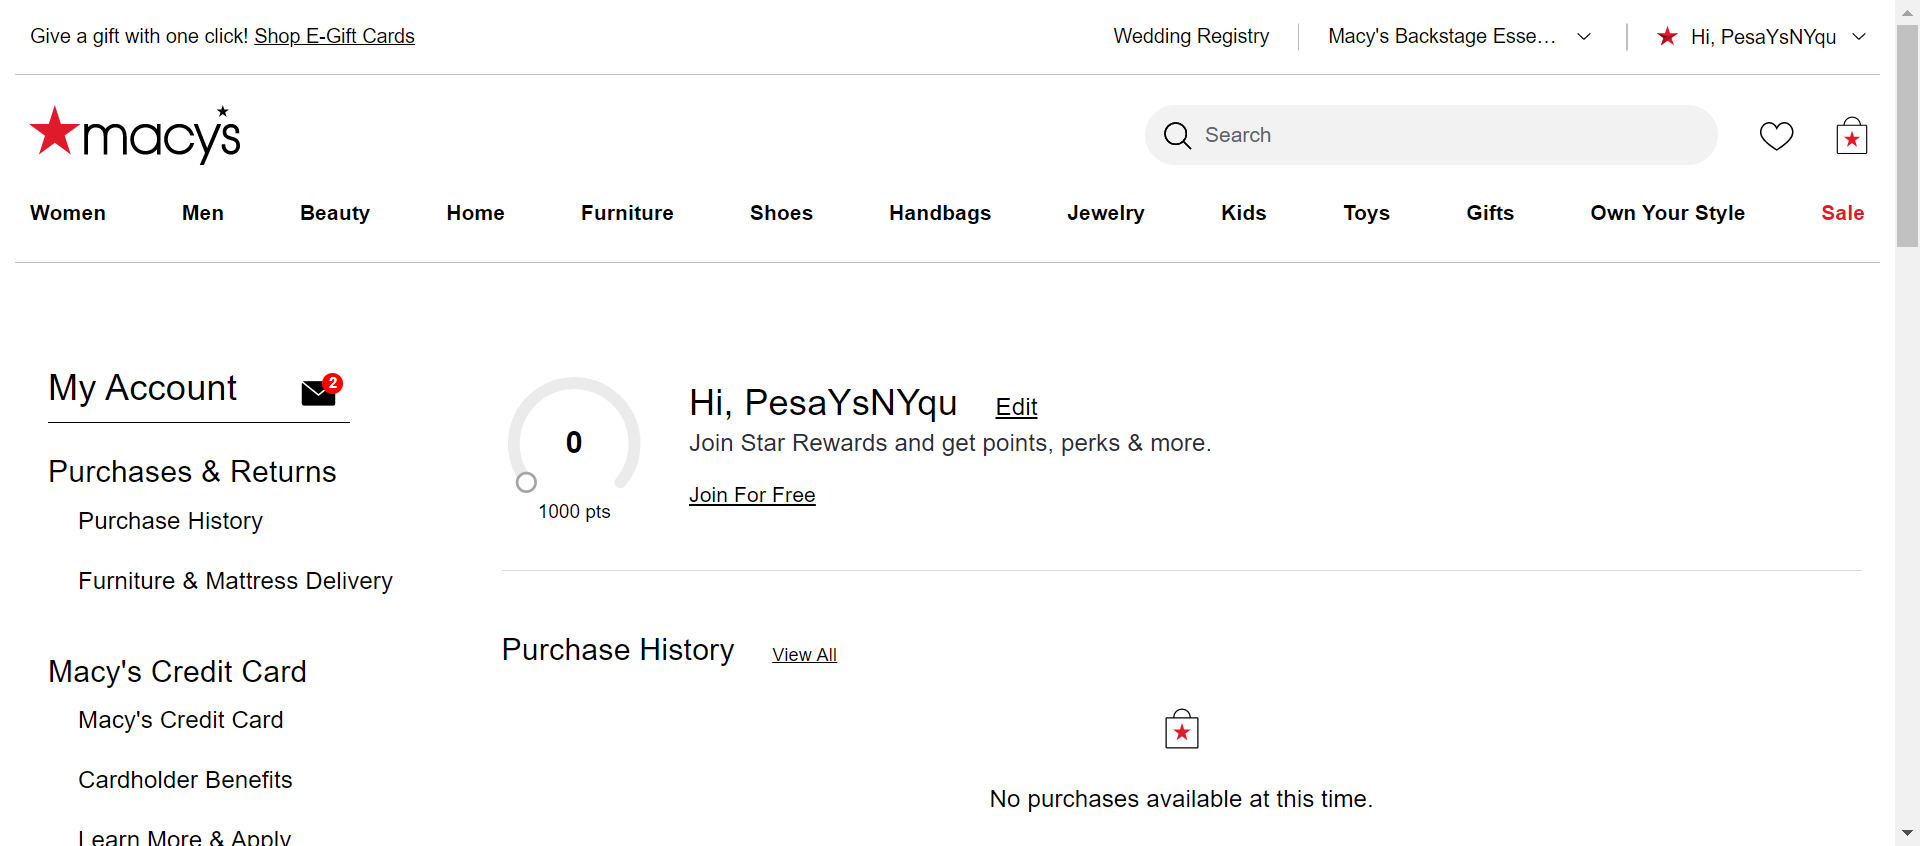 Give a gift with one click! Shop E-Gift Cards
Wedding Registry
Macy's Backstage Esse...
Hi, PesaYsNYqu
macy's
Search
Women Men Beauty Home Furniture Shoes Handbags Jewelry Kids Toys Gifts Own Your Style Sale
My Account
2
Purchases & Returns
Purchase History
Furniture & Mattress Delivery
Macy's Credit Card
Macy's Credit Card
Cardholder Benefits
Learn More & Apply
0
1000 pts
Hi, PesaYsNYqu Edit
Join Star Rewards and get points, perks & more.
Join For Free
Purchase History View All
No purchases available at this time.